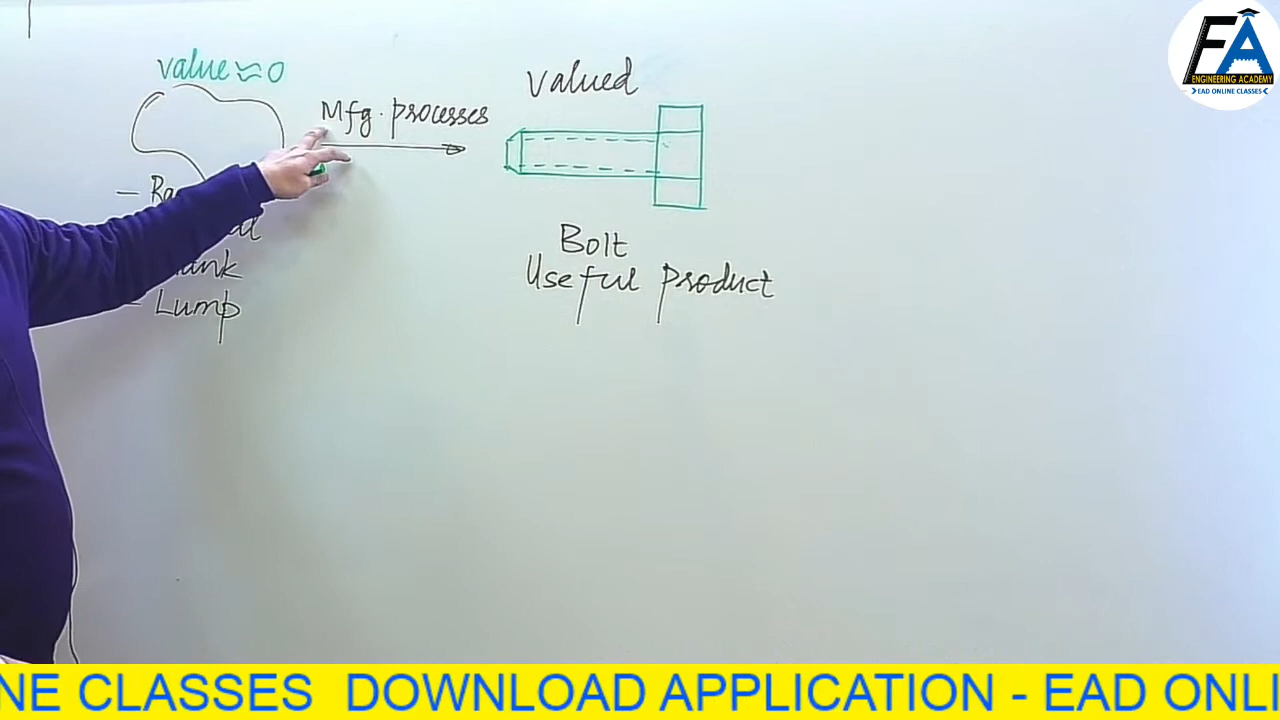 value ≈ 0
Mfg. processes
valued
Lump
Bolt
Useful product
EA
ENGINEERING ACADEMY
EAD ONLINE CLASSES
NE CLASSES DOWNLOAD APPLICATION - EAD ONLI